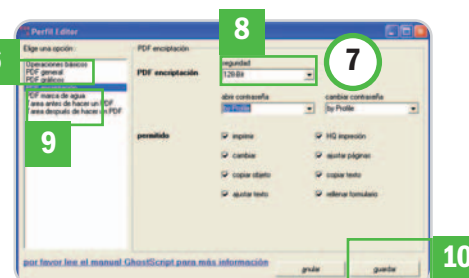 Perfil Editor
8
Elige una opción: PDF encriptación
Operaciones básicos
PDF general
PDF gráficos
PDF marca de agua
Tarea antes de hacer un PDF
Tarea después de hacer un PDF
9
PDF encriptación
seguridad
128-Bit
7
abrir contraseña cambiar contraseña
by Profile by Profile
permitido
imprime HQ impresión
cambiar ajustar páginas
copiar objeto copiar texto
ajustar texto rellenar formulario
por favor lee el manual GhostScript para más información
anular guardar
10